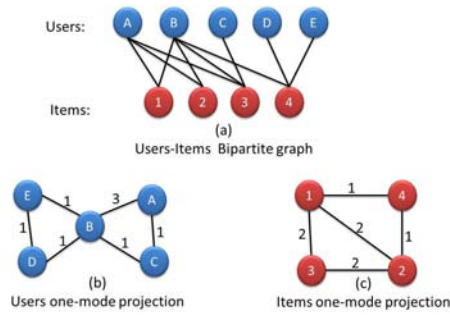 Users: A B C D E
Items: 1 2 3 4
(a)
Users-Items Bipartite graph
E 1 3 A
1 B 1
D 1 1 C
(b)
Users one-mode projection
1 1 4
2 2 1
3 2 2
(c)
Items one-mode projection